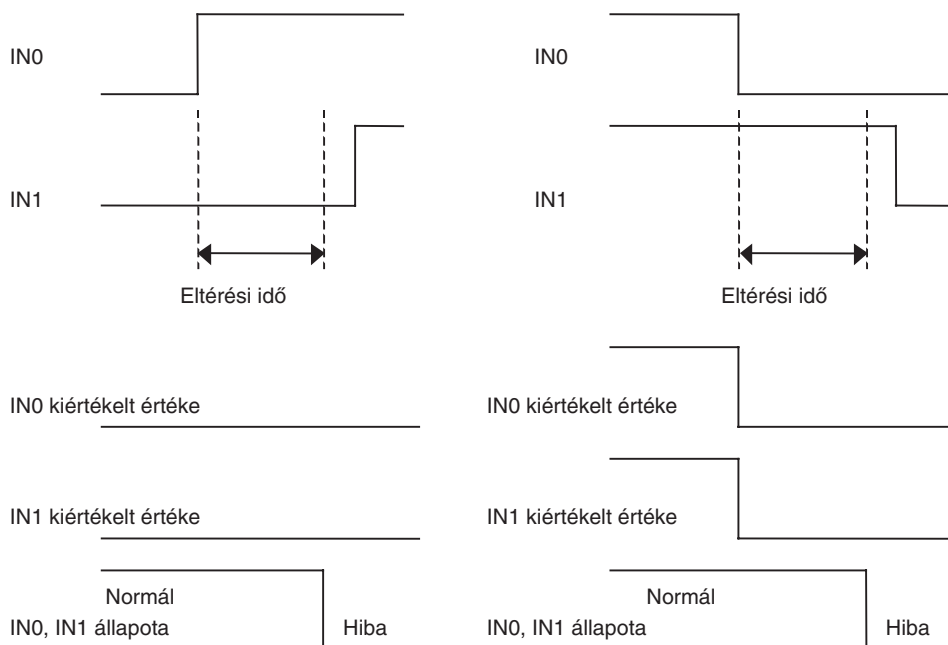 IN0
IN0
IN1
IN1
Eltérési idő
Eltérési idő
IN0 kiértékelt értéke
IN0 kiértékelt értéke
IN1 kiértékelt értéke
IN1 kiértékelt értéke
Normál
Normál
IN0, IN1 állapota
Hiba
IN0, IN1 állapota
Hiba